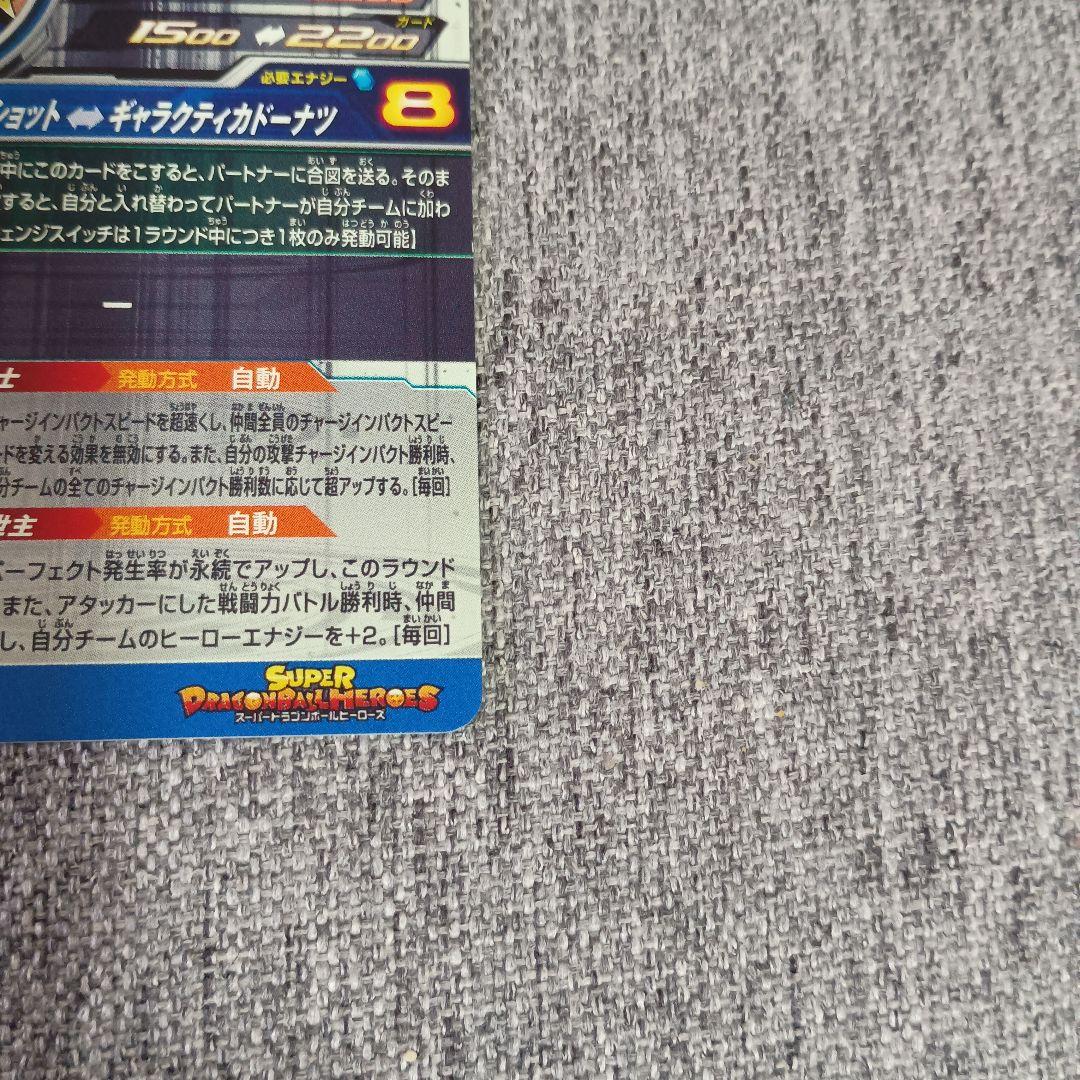 カード
1500 ⇔ 2200
必要エナジー
8
ショット ⇔ ギャラクティカドーナツ
中にこのカードをこすると、パートナーに合図を送る。そのま
すると、自分と入れ替わってパートナーが自分チームに加わ
ェンジスイッチは1ラウンド中につき1枚のみ発動可能】
ー
士 発動方式 自動
ャージインパクトスピードを超速くし、仲間全員のチャージインパクトスピー
ドを変える効果を無効にする。また、自分の攻撃チャージインパクト勝利時、
分チームの全てのチャージインパクト勝利数に応じて超アップする。[毎回]
世主 発動方式 自動
パーフェクト発生率が永続でアップし、このラウンド
また、アタッカーにした戦闘力バトル勝利時、仲間
し、自分チームのヒーローエナジーを+2。[毎回]
SUPER
DRAGONBALL HEROES
スーパードラゴンボールヒーローズ